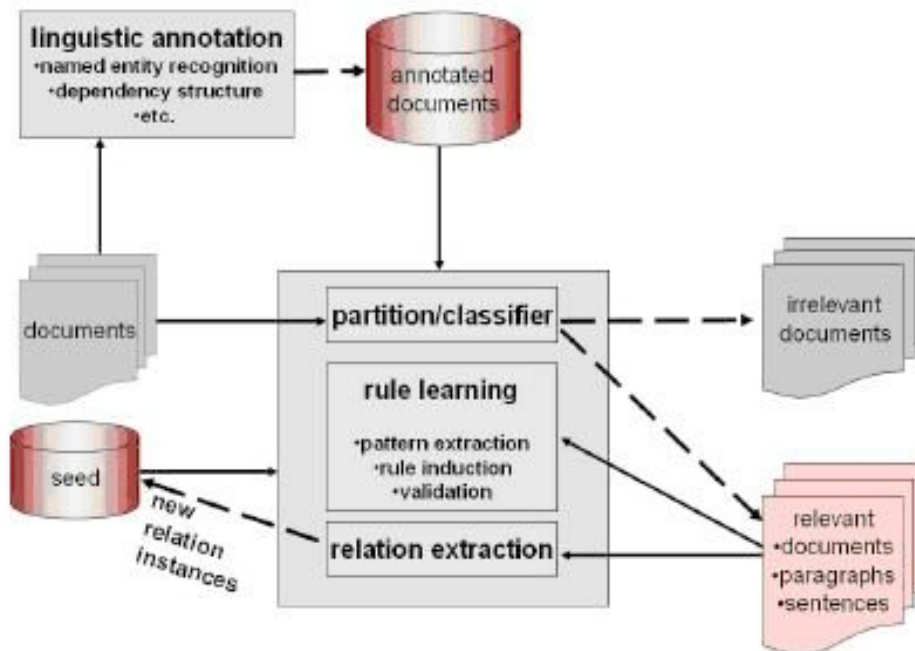 linguistic annotation
•named entity recognition
•dependency structure
•etc.
annotated
documents
documents
partition/classifier
irrelevant
documents
rule learning
•pattern extraction
•rule induction
•validation
seed
new
relation
instances
relation extraction
relevant
•documents
•paragraphs
•sentences